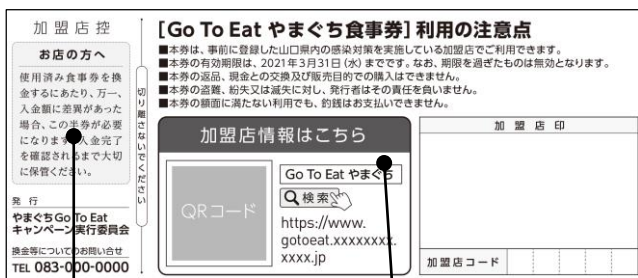 加盟店控
お店の方へ
使用済み食事券を換
金するにあたり、万一、
入金額に差異があった
場合、この半券が必要
になります。入金完了
を確認されるまで大切
に保管ください。
発行
やまぐちGo To Eat
キャンペーン実行委員会
換金等についてのお問い合せ
TEL 083-000-0000
切り離さないでください
[Go To Eat やまぐち食事券]利用の注意点
■本券は、事前に登録した山口県内の感染対策を実施している加盟店でご利用できます。
■本券の有効期限は、2021年3月31日(水)までです。なお、期限を過ぎたものは無効となります。
■本券の返品、現金との交換及び販売目的での購入はできません。
■本券の盗難、紛失又は滅失に対し、発行者はその責任を負いません。
■本券の額面に満たない利用でも、釣銭はお支払いできません。
加盟店情報はこちら
QRコード
Go To Eat やまぐち
検索
https://www.
gotoeat.xxxxxxxx.
xxxx.jp
加盟店印
加盟店コード